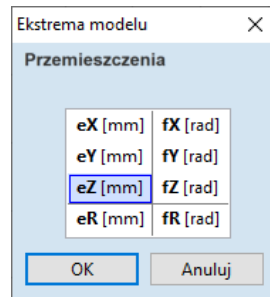 Ekstrema modelu
Przemieszczenia
eX [mm] fX [rad]
eY [mm] fY [rad]
eZ [mm] fZ [rad]
eR [mm] fR [rad]
OK Anuluj